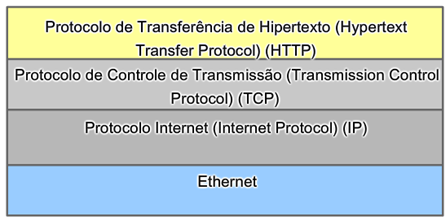 Protocolo de Transferência de Hipertexto (Hypertext
Transfer Protocol) (HTTP)
Protocolo de Controle de Transmissão (Transmission Control
Protocol) (TCP)
Protocolo Internet (Internet Protocol) (IP)
Ethernet